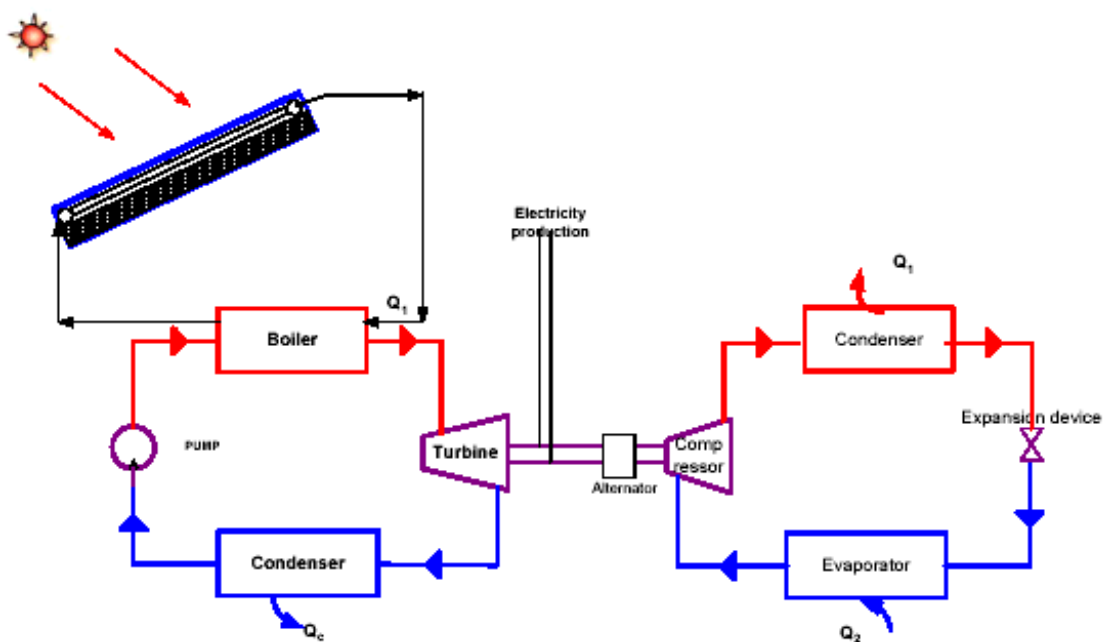 Electricity
production
Q1
Q1
Boiler
Condenser
Expansion device
PUMP
Turbine
Comp
ressor
Alternator
Condenser
Evaporator
Qc
Q2